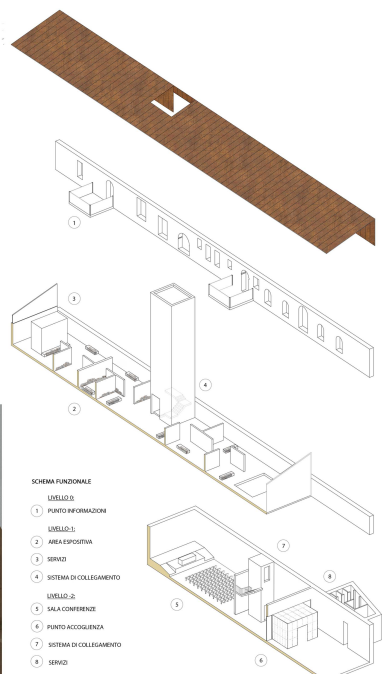 1
3
4
2
SCHEMA FUNZIONALE
LIVELLO 0:
1 PUNTO INFORMAZIONI
LIVELLO-1:
2 AREA ESPOSITIVA
3 SERVIZI
4 SISTEMA DI COLLEGAMENTO
LIVELLO -2:
5 SALA CONFERENZE
6 PUNTO ACCOGLIENZA
7 SISTEMA DI COLLEGAMENTO
8 SERVIZI
7
8
5
6